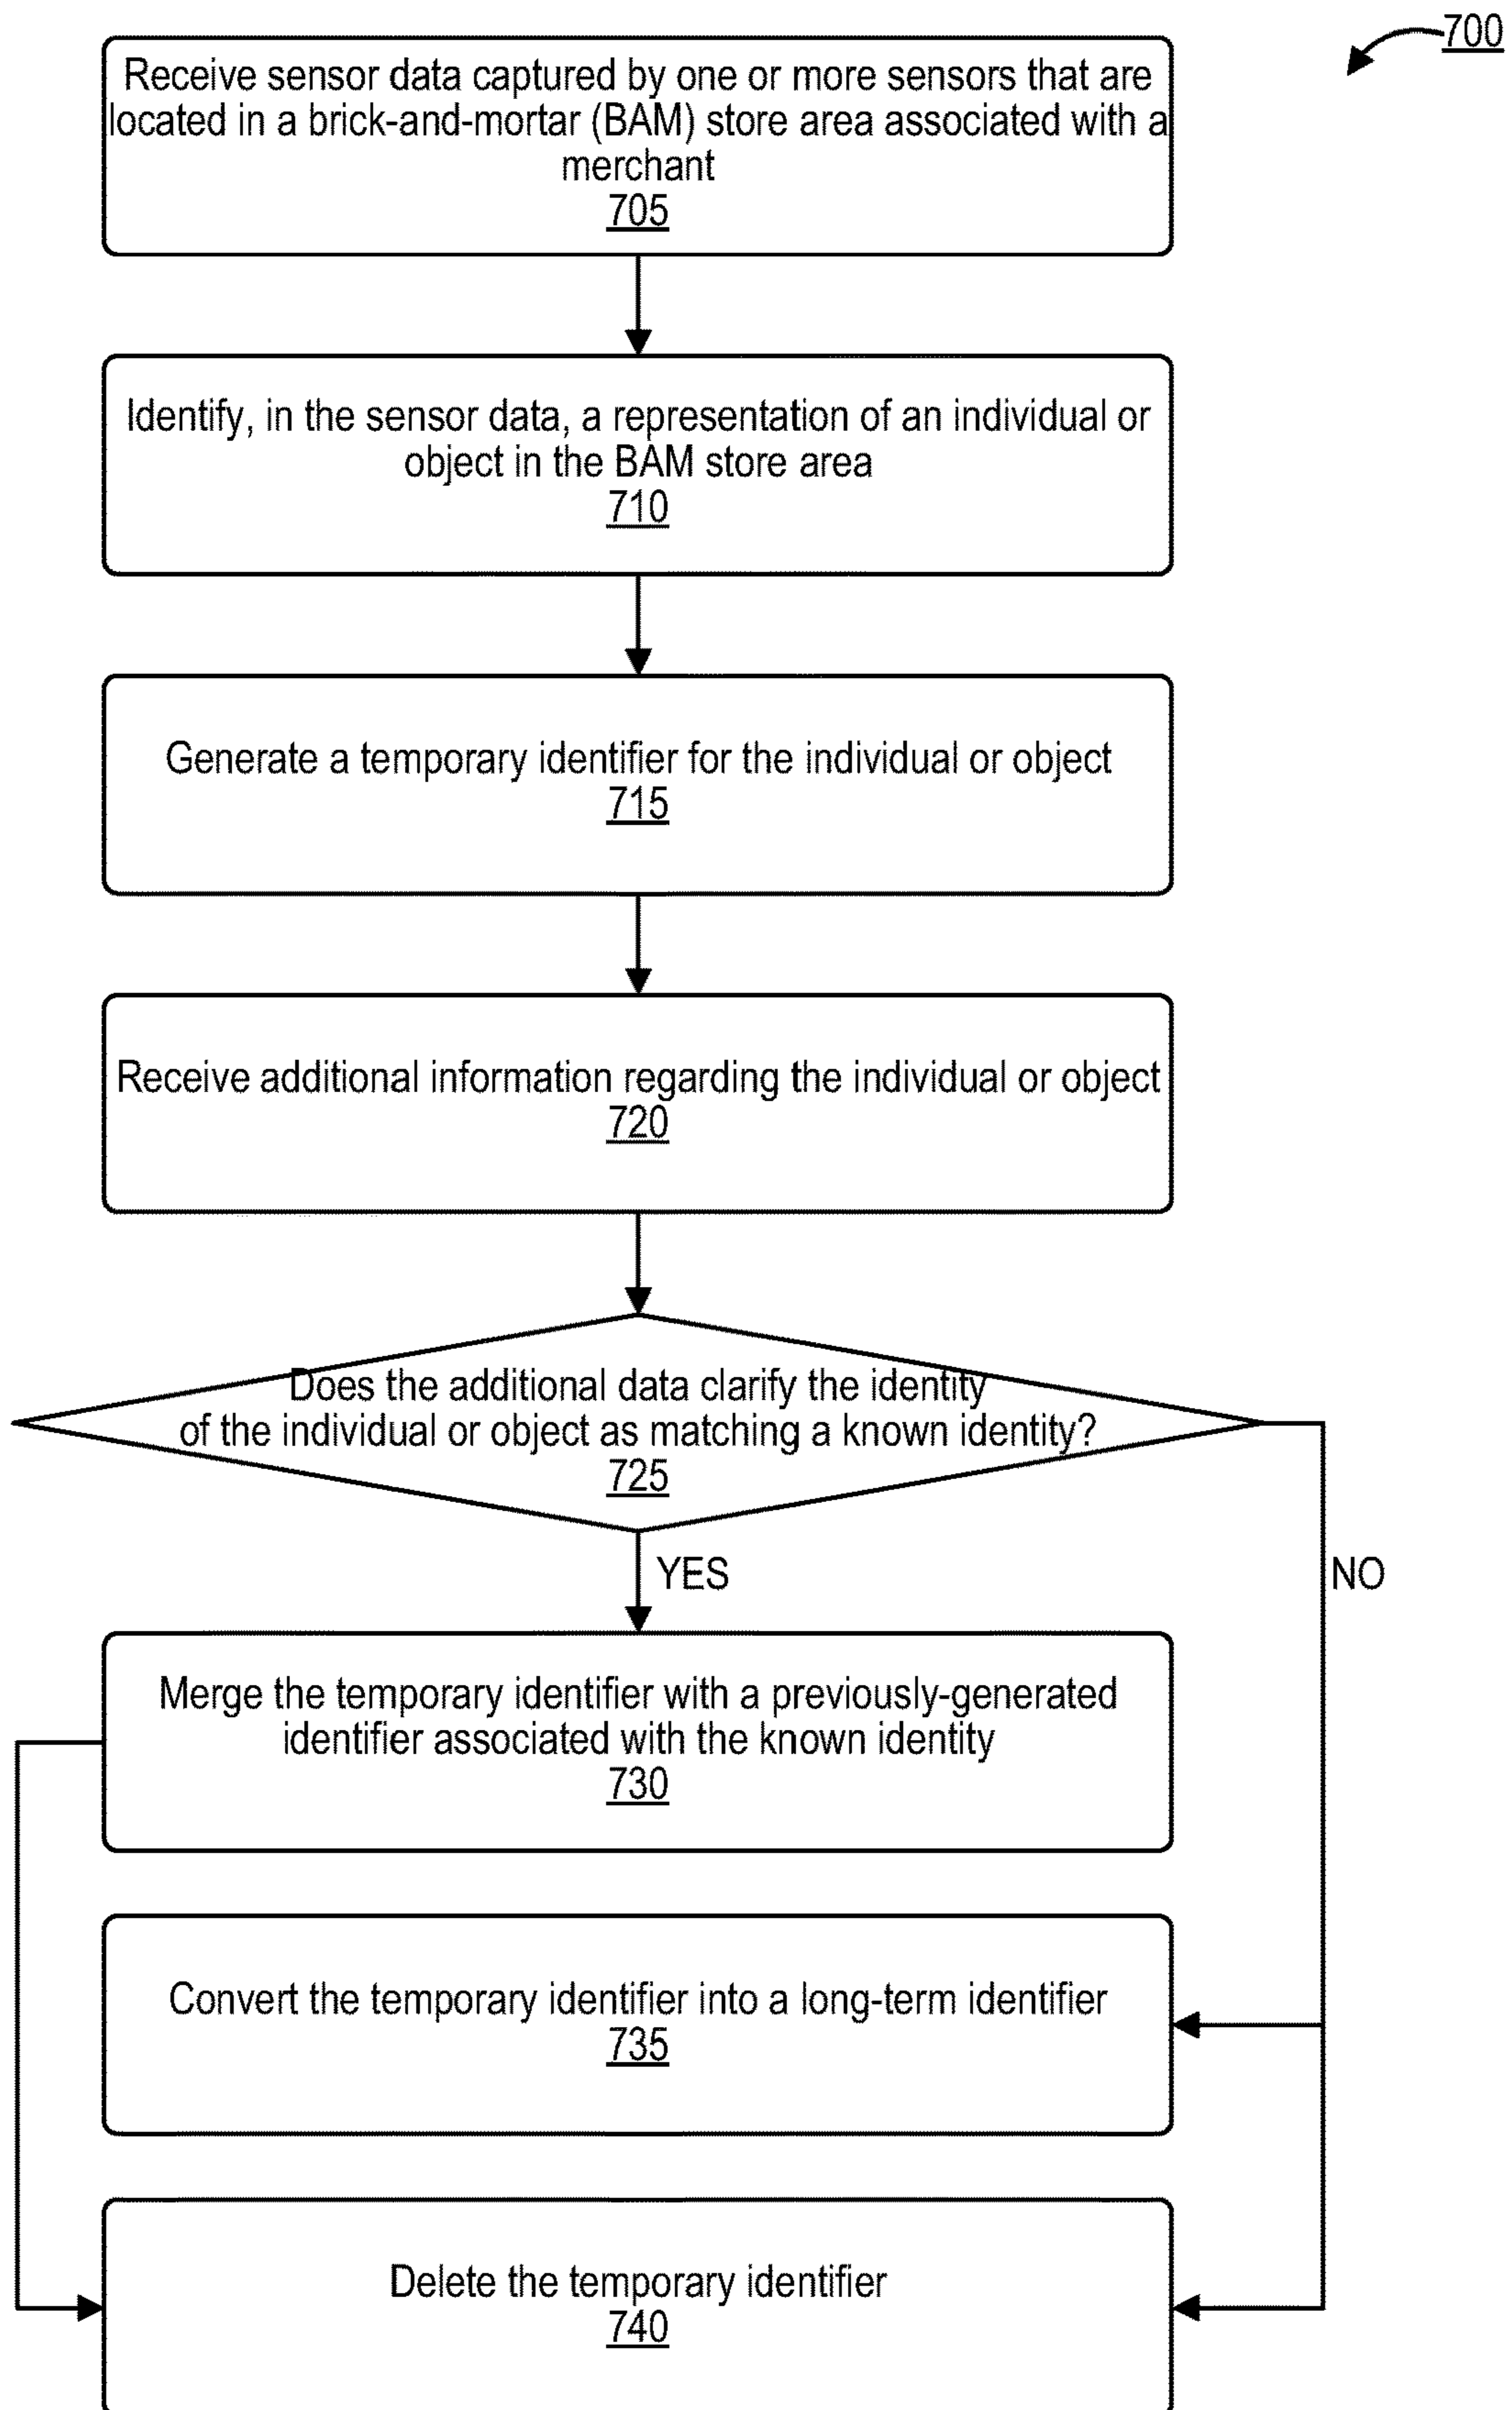 700
Receive sensor data captured by one or more sensors that are
located in a brick-and-mortar (BAM) store area associated with a
merchant
705
Identify, in the sensor data, a representation of an individual or
object in the BAM store area
710
Generate a temporary identifier for the individual or object
715
Receive additional information regarding the individual or object
720
Does the additional data clarify the identity
of the individual or object as matching a known identity?
725
YES
NO
Merge the temporary identifier with a previously-generated
identifier associated with the known identity
730
Convert the temporary identifier into a long-term identifier
735
Delete the temporary identifier
740